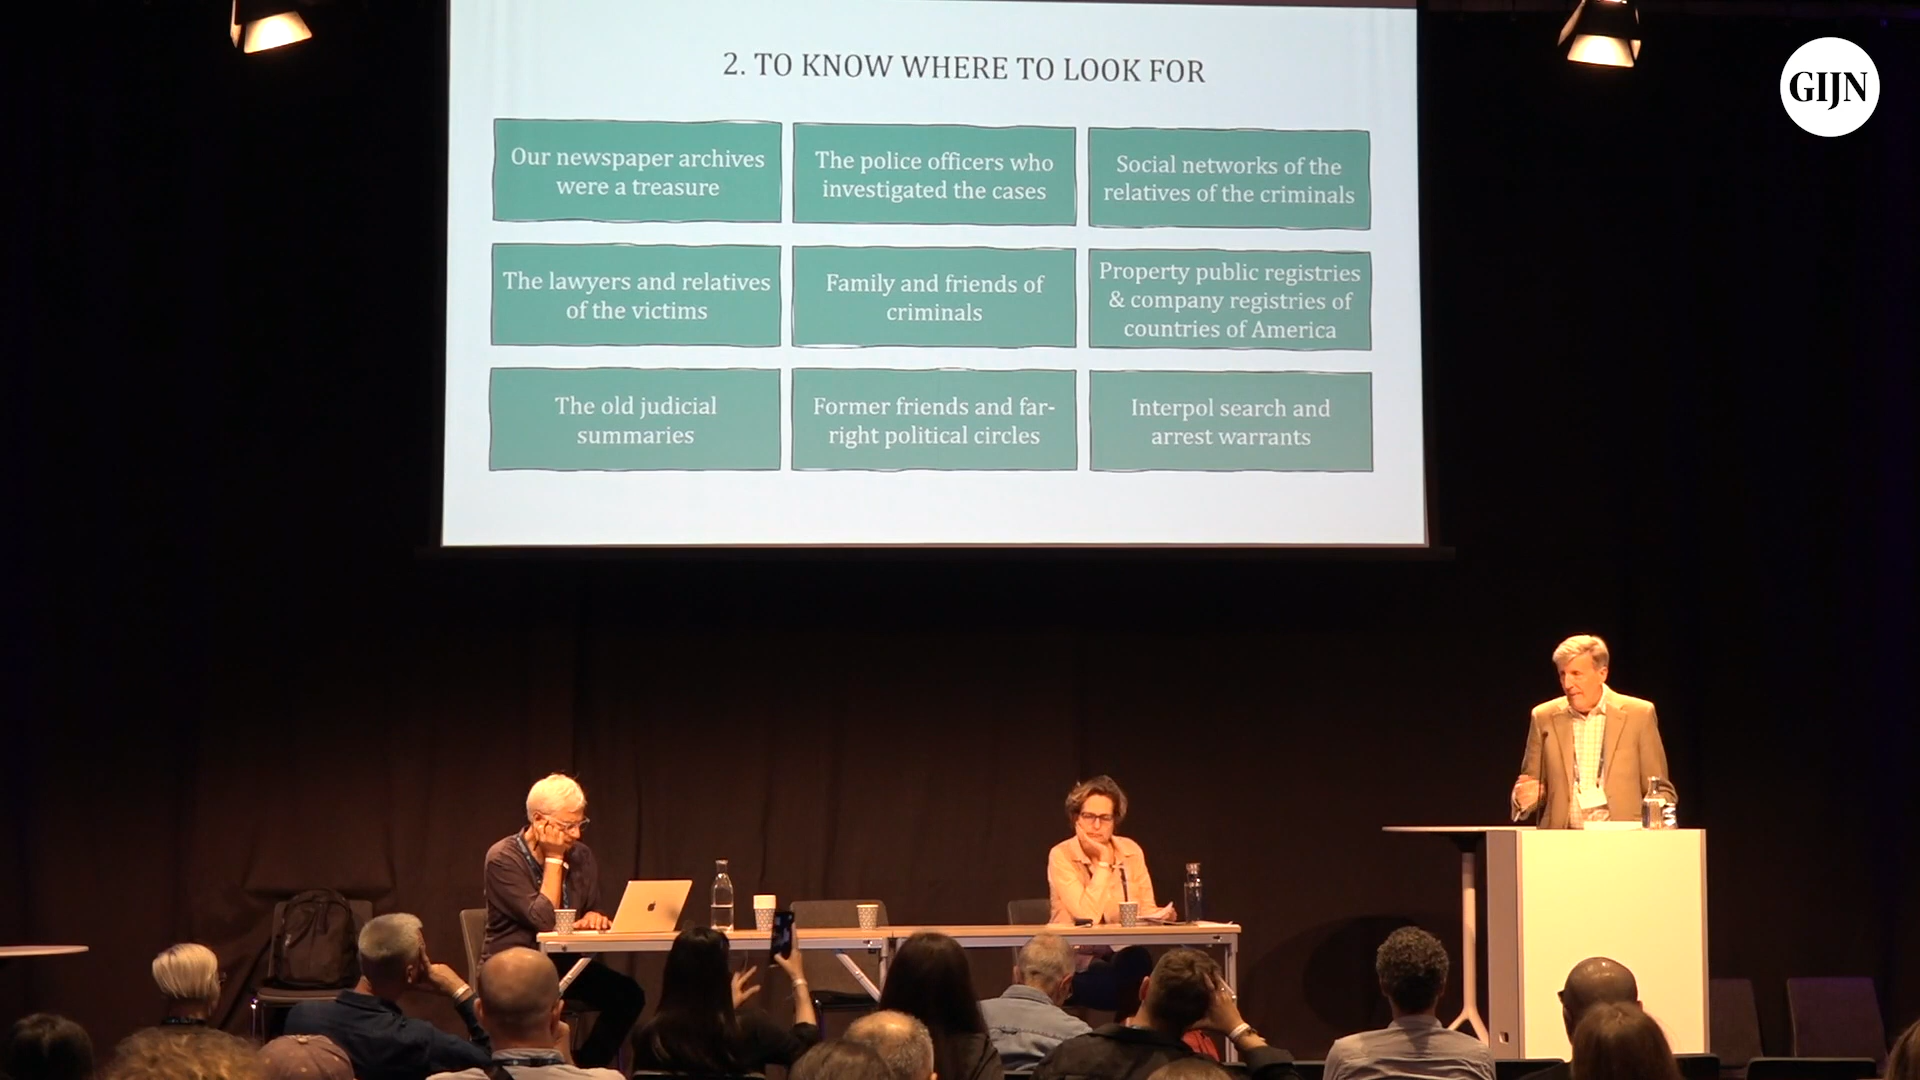 GIJN
2. TO KNOW WHERE TO LOOK FOR
Our newspaper archives
were a treasure
The police officers who
investigated the cases
Social networks of the
relatives of the criminals
The lawyers and relatives
of the victims
Family and friends of
criminals
Property public registries
& company registries of
countries of America
The old judicial
summaries
Former friends and far-
right political circles
Interpol search and
arrest warrants